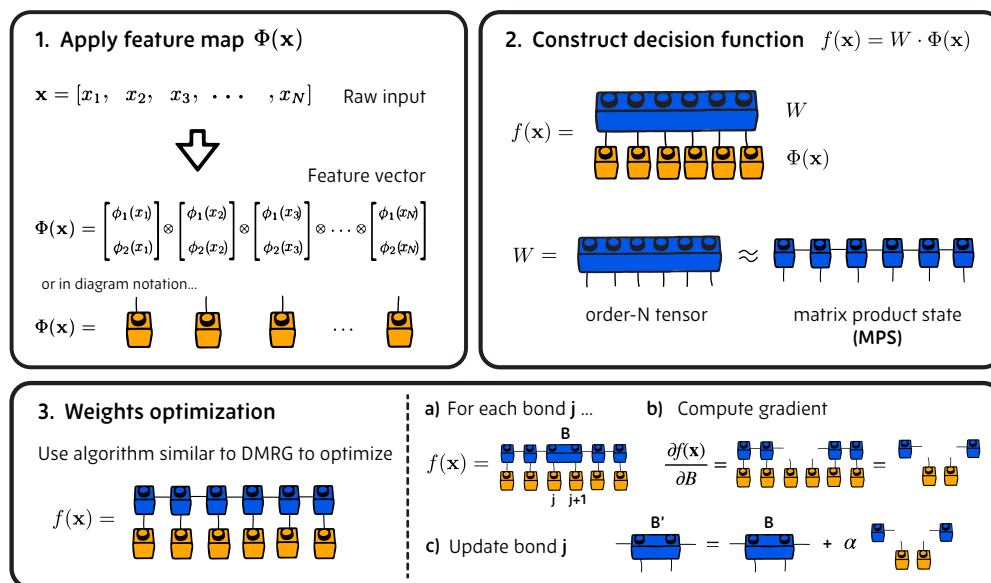 1. Apply feature map Φ(x)
x = [x₁, x₂, x₃, ... , x_N] Raw input
Feature vector
Φ(x) = [ϕ₁(x₁) ϕ₂(x₁)] ⊗ [ϕ₁(x₂) ϕ₂(x₂)] ⊗ [ϕ₁(x₃) ϕ₂(x₃)] ⊗ ... ⊗ [ϕ₁(x_N) ϕ₂(x_N)]
or in diagram notation...
Φ(x) = ...
2. Construct decision function f(x) = W · Φ(x)
W
f(x) =
Φ(x)
W = ≈
order-N tensor matrix product state
(MPS)
3. Weights optimization
Use algorithm similar to DMRG to optimize
f(x) =
a) For each bond j ...
B
f(x) =
j j+1
b) Compute gradient
∂f(x)/∂B = =
c) Update bond j
B' B
= + α